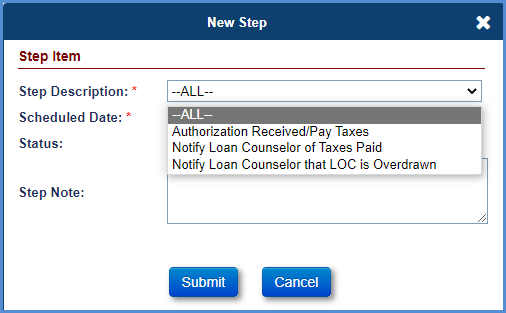 New Step
Step Item
Step Description: * --ALL--
Scheduled Date: * --ALL--
Authorization Received/Pay Taxes
Status: Notify Loan Counselor of Taxes Paid
Notify Loan Counselor that LOC is Overdrawn
Step Note:
Submit Cancel